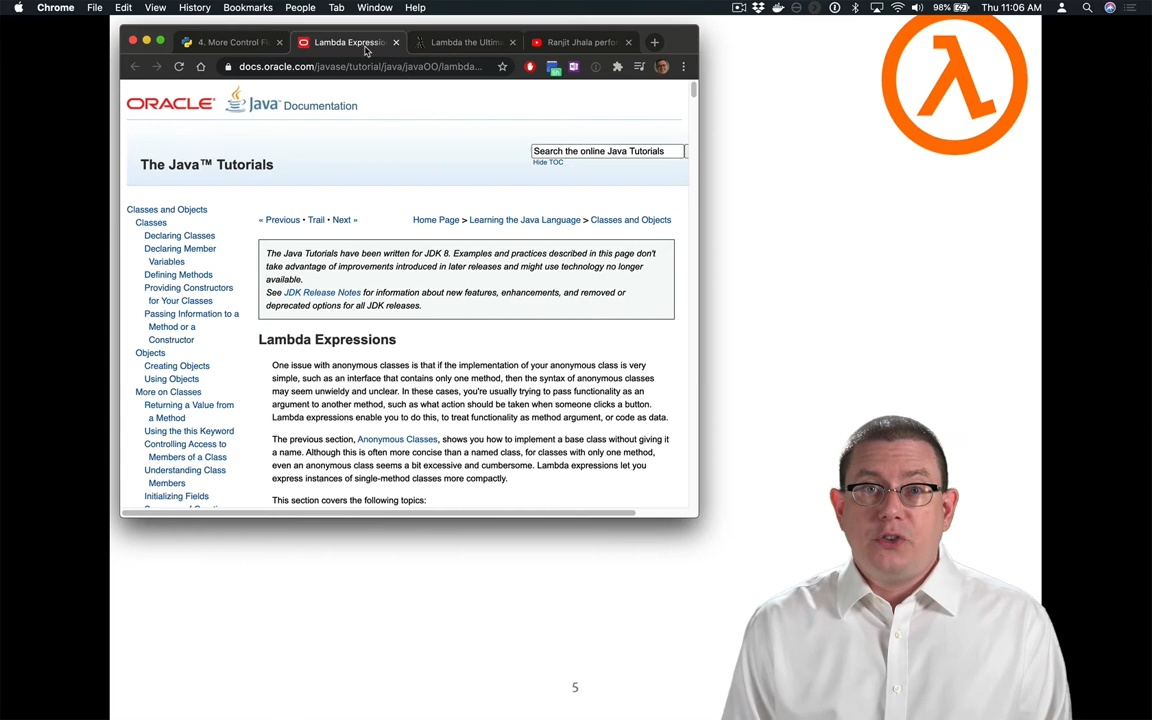 Chrome File Edit View History Bookmarks People Tab Window Help 98% Thu 11:06 AM
4. More Control Fl
Lambda Expressio
Lambda the Ultim
Ranjit Jhala perfo
docs.oracle.com/javase/tutorial/java/javaOO/lambda...
ORACLE Java Documentation
The Java™ Tutorials
Search the online Java Tutorials
Hide TOC
« Previous • Trail • Next »
Home Page > Learning the Java Language > Classes and Objects
Classes and Objects
Classes
Declaring Classes
Declaring Member
Variables
Defining Methods
Providing Constructors
for Your Classes
Passing Information to a
Method or a
Constructor
Objects
Creating Objects
Using Objects
More on Classes
Returning a Value from
a Method
Using the this Keyword
Controlling Access to
Members of a Class
Understanding Class
Members
Initializing Fields
The Java Tutorials have been written for JDK 8. Examples and practices described in this page don't
take advantage of improvements introduced in later releases and might use technology no longer
available.
See JDK Release Notes for information about new features, enhancements, and removed or
deprecated options for all JDK releases.
Lambda Expressions
One issue with anonymous classes is that if the implementation of your anonymous class is very
simple, such as an interface that contains only one method, then the syntax of anonymous classes
may seem unwieldy and unclear. In these cases, you're usually trying to pass functionality as an
argument to another method, such as what action should be taken when someone clicks a button.
Lambda expressions enable you to do this, to treat functionality as method argument, or code as data.
The previous section, Anonymous Classes, shows you how to implement a base class without giving it
a name. Although this is often more concise than a named class, for classes with only one method,
even an anonymous class seems a bit excessive and cumbersome. Lambda expressions let you
express instances of single-method classes more compactly.
This section covers the following topics:
λ
5